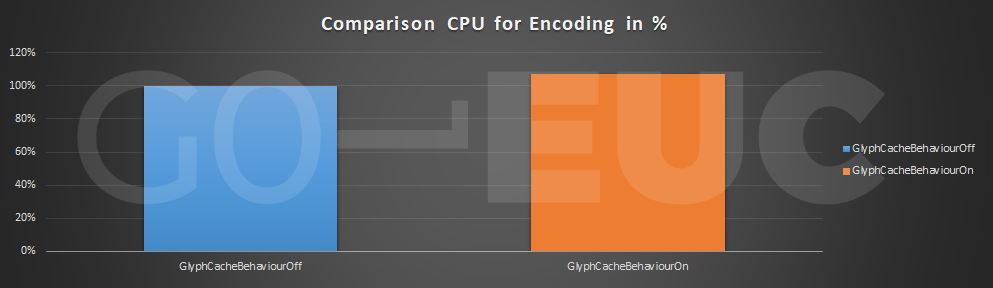 Comparison CPU for Encoding in %
120%
100%
80%
60%
40%
20%
0%
GlyphCacheBehaviourOff
GlyphCacheBehaviourOn
GlyphCacheBehaviourOff
GlyphCacheBehaviourOn
GO-EUC